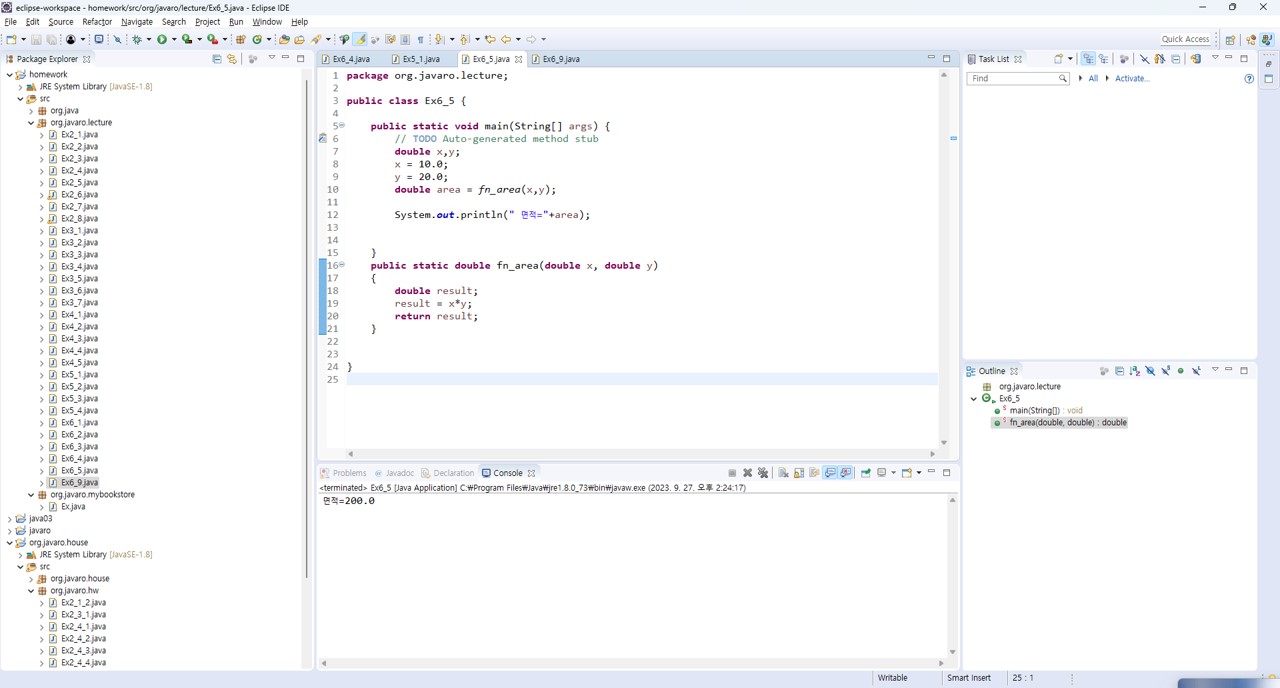 eclipse-workspace - homework/src/org/javaro/lecture/Ex6_5.java - Eclipse IDE
File Edit Source Refactor Navigate Search Project Run Window Help
Quick Access
Package Explorer
homework
JRE System Library [JavaSE-1.8]
src
org.java
org.javaro.lecture
Ex2_1.java
Ex2_2.java
Ex2_3.java
Ex2_4.java
Ex2_5.java
Ex2_6.java
Ex2_7.java
Ex2_8.java
Ex3_1.java
Ex3_2.java
Ex3_3.java
Ex3_4.java
Ex3_5.java
Ex3_6.java
Ex3_7.java
Ex4_1.java
Ex4_2.java
Ex4_3.java
Ex4_4.java
Ex4_5.java
Ex5_1.java
Ex5_2.java
Ex5_3.java
Ex5_4.java
Ex6_1.java
Ex6_2.java
Ex6_3.java
Ex6_4.java
Ex6_5.java
Ex6_9.java
org.javaro.mybookstore
Ex.java
java03
javaro
org.javaro.house
JRE System Library [JavaSE-1.8]
src
org.javaro.house
org.javaro.hw
Ex2_1_2.java
Ex2_3_1.java
Ex2_4_1.java
Ex2_4_2.java
Ex2_4_3.java
Ex2_4_4.java
Ex6_4.java Ex5_1.java Ex6_5.java Ex6_9.java
1 package org.javaro.lecture;
2
3 public class Ex6_5 {
4
5 public static void main(String[] args) {
6 // TODO Auto-generated method stub
7 double x,y;
8 x = 10.0;
9 y = 20.0;
10 double area = fn_area(x,y);
11
12 System.out.println(" 면적="+area);
13
14
15 }
16 public static double fn_area(double x, double y)
17 {
18 double result;
19 result = x*y;
20 return result;
21 }
22
23
24 }
25
Problems Javadoc Declaration Console
<terminated> Ex6_5 [Java Application] C:₩Program Files₩Java₩jre1.8.0_73₩bin₩javaw.exe (2023. 9. 27. 오후 2:24:17)
면적=200.0
Task List
Find All Activate...
Outline
org.javaro.lecture
Ex6_5
main(String[]) : void
fn_area(double, double) : double
Writable Smart Insert 25 : 1